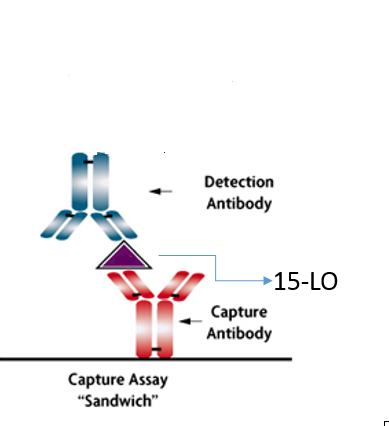 Detection
Antibody
15-LO
Capture
Antibody
Capture Assay
“Sandwich”